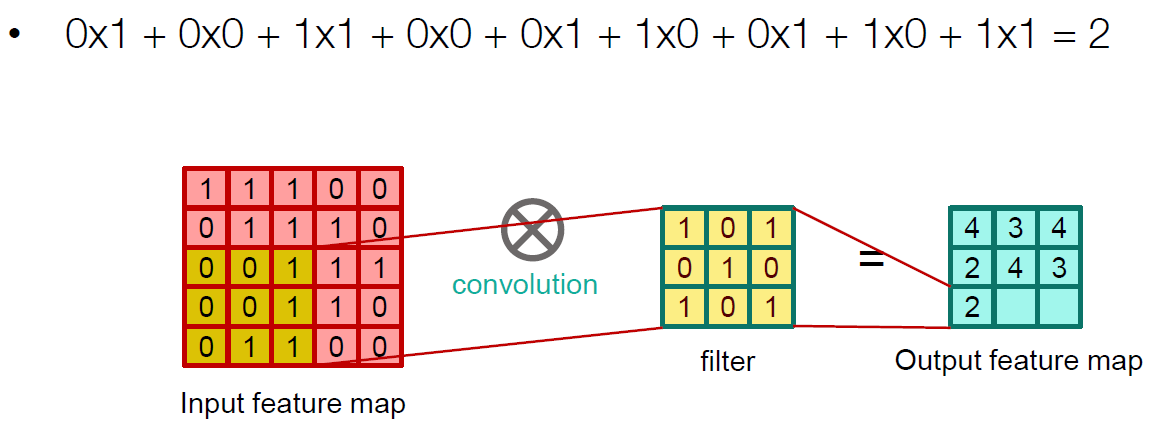 • 0x1 + 0x0 + 1x1 + 0x0 + 0x1 + 1x0 + 0x1 + 1x0 + 1x1 = 2
1 1 1 0 0
0 1 1 1 0
0 0 1 1 1
0 0 1 1 0
0 1 1 0 0
Input feature map
convolution
1 0 1
0 1 0
1 0 1
filter
=
4 3 4
2 4 3
2
Output feature map